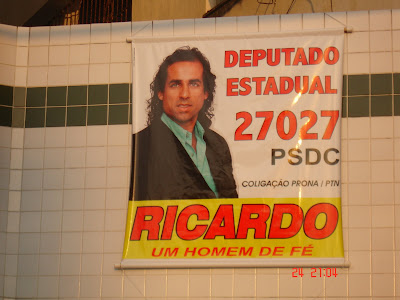 DEPUTADO
ESTADUAL
27027
PSDC
COLIGAÇÃO PRONA / PTN
RICARDO
UM HOMEM DE FÉ
24 21:04